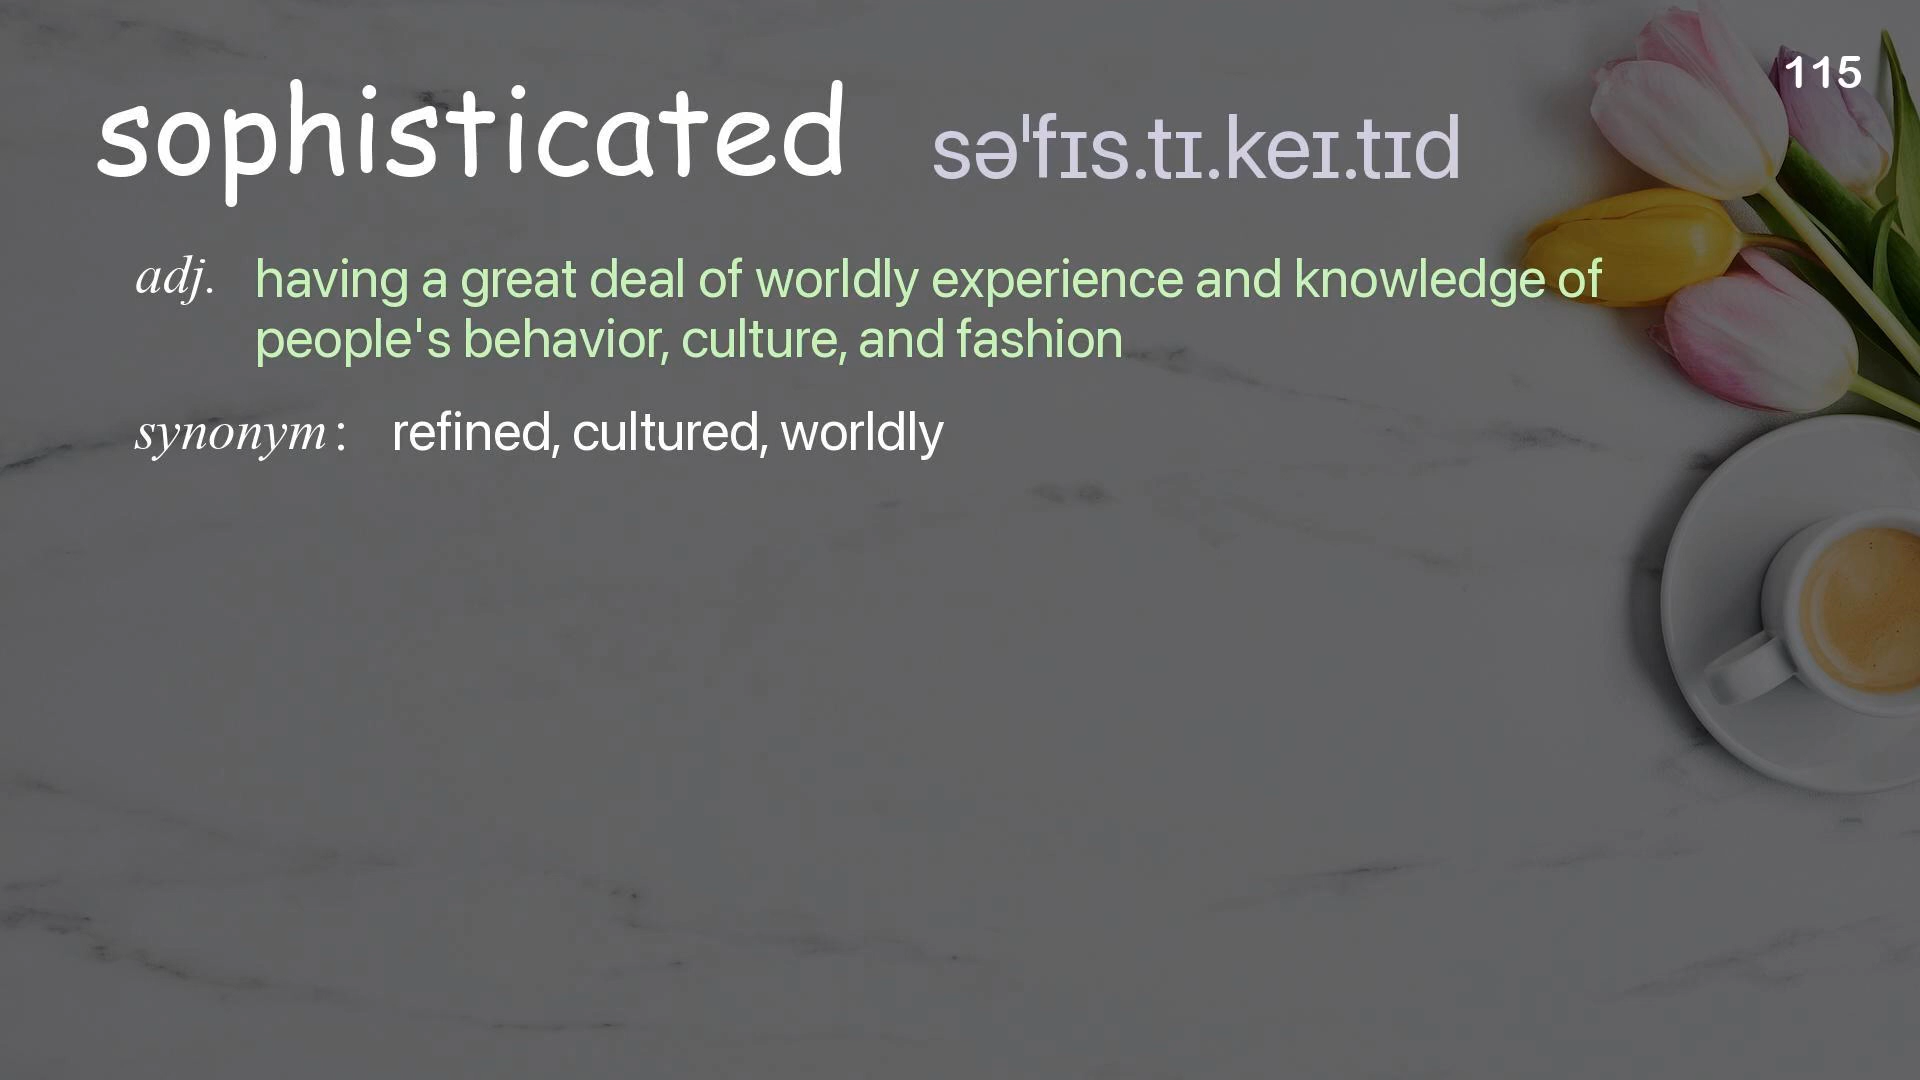 115
sophisticated səˈfɪs.tɪ.keɪ.tɪd
adj. having a great deal of worldly experience and knowledge of
people's behavior, culture, and fashion
synonym: refined, cultured, worldly